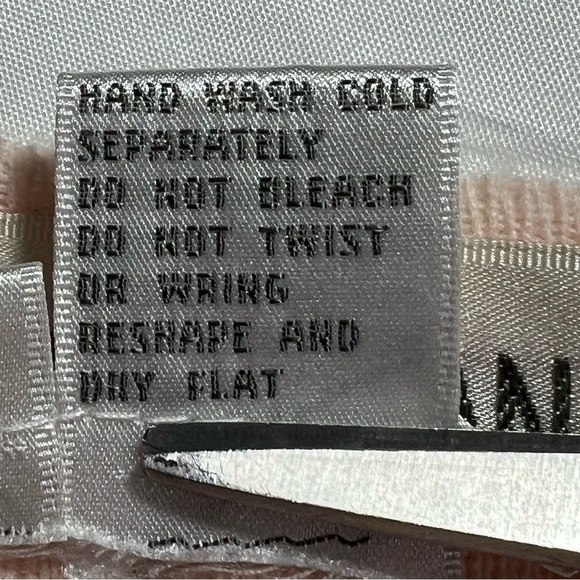 HAND WASH COLD
SEPARATELY
DO NOT BLEACH
DO NOT TWIST
OR WRING
RESHAPE AND
DRY FLAT